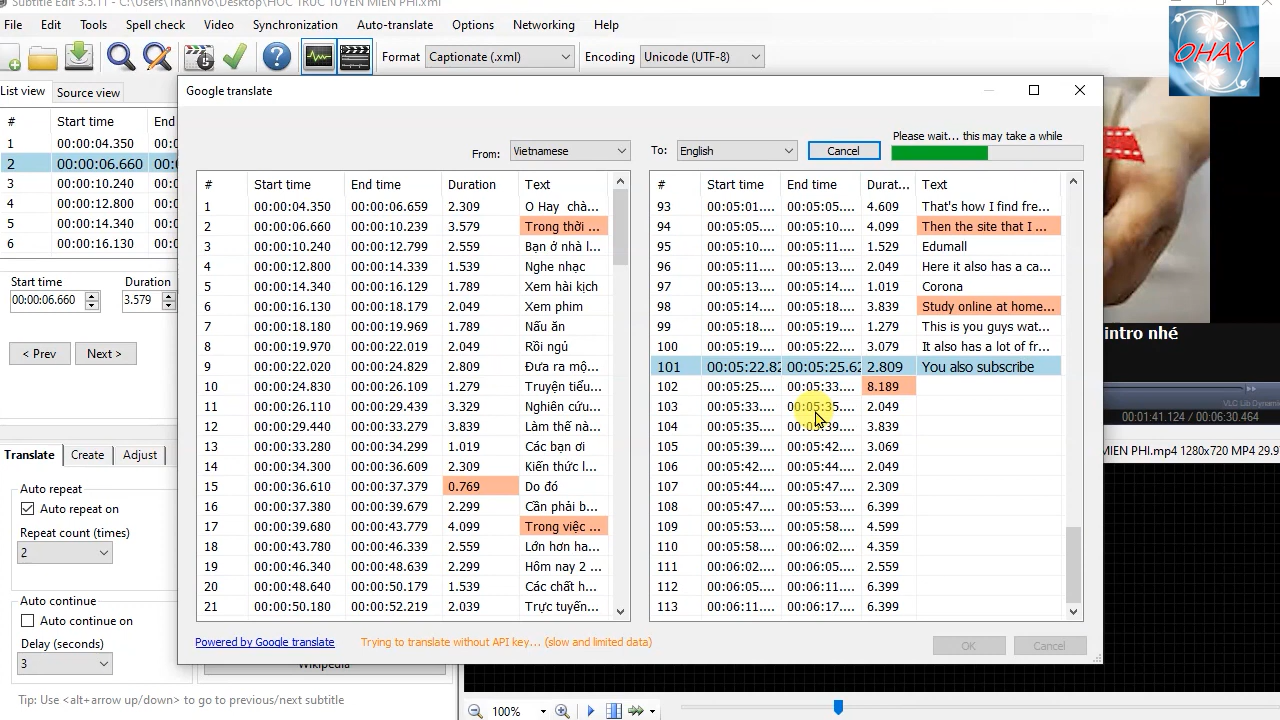 Subtitle Edit 3.5.11 - C:\Users\ThanhVo\Desktop\HOC TRUC TUYEN MIEN PHI.xml
File Edit Tools Spell check Video Synchronization Auto-translate Options Networking Help
Format Captionate (.xml) Encoding Unicode (UTF-8)
OHAY
List view Source view
# Start time End
1 00:00:04.350 00:0
2 00:00:06.660 00:0
3 00:00:10.240 00:0
4 00:00:12.800 00:0
5 00:00:14.340 00:0
6 00:00:16.130 00:0
Start time Duration
00:00:06.660 3.579
< Prev Next >
Translate Create Adjust
Auto repeat
Auto repeat on
Repeat count (times)
2
Auto continue
Auto continue on
Delay (seconds)
3
Wikipedia
Tip: Use <alt+arrow up/down> to go to previous/next subtitle
Google translate
Please wait... this may take a while
From: Vietnamese To: English Cancel
# Start time End time Duration Text
1 00:00:04.350 00:00:06.659 2.309 O Hay chà...
2 00:00:06.660 00:00:10.239 3.579 Trong thời ...
3 00:00:10.240 00:00:12.799 2.559 Bạn ở nhà l...
4 00:00:12.800 00:00:14.339 1.539 Nghe nhạc
5 00:00:14.340 00:00:16.129 1.789 Xem hài kịch
6 00:00:16.130 00:00:18.179 2.049 Xem phim
7 00:00:18.180 00:00:19.969 1.789 Nấu ăn
8 00:00:19.970 00:00:22.019 2.049 Rồi ngủ
9 00:00:22.020 00:00:24.829 2.809 Đưa ra mộ...
10 00:00:24.830 00:00:26.109 1.279 Truyện tiểu...
11 00:00:26.110 00:00:29.439 3.329 Nghiên cứu...
12 00:00:29.440 00:00:33.279 3.839 Làm thế nà...
13 00:00:33.280 00:00:34.299 1.019 Các bạn ơi
14 00:00:34.300 00:00:36.609 2.309 Kiến thức l...
15 00:00:36.610 00:00:37.379 0.769 Do đó
16 00:00:37.380 00:00:39.679 2.299 Cần phải b...
17 00:00:39.680 00:00:43.779 4.099 Trong việc ...
18 00:00:43.780 00:00:46.339 2.559 Lớn hơn ha...
19 00:00:46.340 00:00:48.639 2.299 Hôm nay 2 ...
20 00:00:48.640 00:00:50.179 1.539 Các chất h...
21 00:00:50.180 00:00:52.219 2.039 Trực tuyến...
# Start time End time Durat... Text
93 00:05:01.... 00:05:05.... 4.609 That's how I find fre...
94 00:05:05.... 00:05:10.... 4.099 Then the site that I ...
95 00:05:10.... 00:05:11.... 1.529 Edumall
96 00:05:11.... 00:05:13.... 2.049 Here it also has a ca...
97 00:05:13.... 00:05:14.... 1.019 Corona
98 00:05:14.... 00:05:18.... 3.839 Study online at home...
99 00:05:18.... 00:05:19.... 1.279 This is you guys wat...
100 00:05:19.... 00:05:22.... 3.079 It also has a lot of fr...
101 00:05:22.82 00:05:25.62 2.809 You also subscribe
102 00:05:25.... 00:05:33.... 8.189
103 00:05:33.... 00:05:35.... 2.049
104 00:05:35.... 00:05:39.... 3.839
105 00:05:39.... 00:05:42.... 3.069
106 00:05:42.... 00:05:44.... 2.049
107 00:05:44.... 00:05:47.... 2.309
108 00:05:47.... 00:05:53.... 6.399
109 00:05:53.... 00:05:58.... 4.599
110 00:05:58.... 00:06:02.... 4.359
111 00:06:02.... 00:06:05.... 2.559
112 00:06:05.... 00:06:11.... 6.399
113 00:06:11.... 00:06:17.... 6.399
Powered by Google translate Trying to translate without API key... (slow and limited data) OK Cancel
intro nhé
VLC Lib Dynamic
00:01:41.124 / 00:06:30.464
MIEN PHI.mp4 1280x720 MP4 29.9
100%